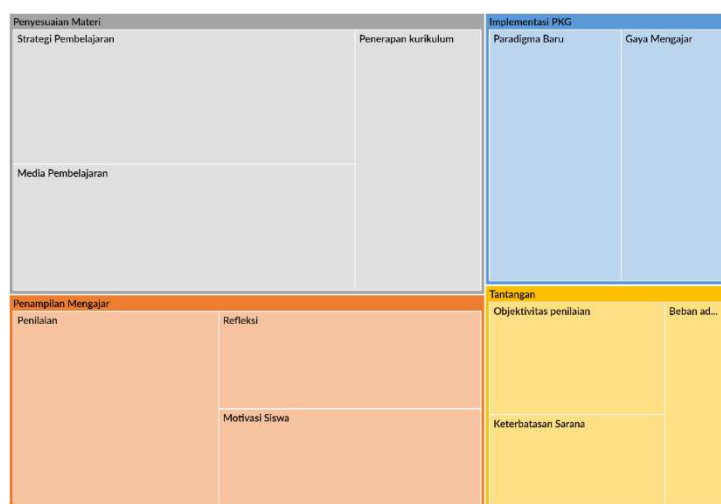 Penyesuaian Materi
Strategi Pembelajaran
Penerapan kurikulum
Media Pembelajaran
Implementasi PKG
Paradigma Baru
Gaya Mengajar
Penampilan Mengajar
Penilaian
Refleksi
Motivasi Siswa
Tantangan
Objektivitas penilaian
Beban ad...
Keterbatasan Sarana